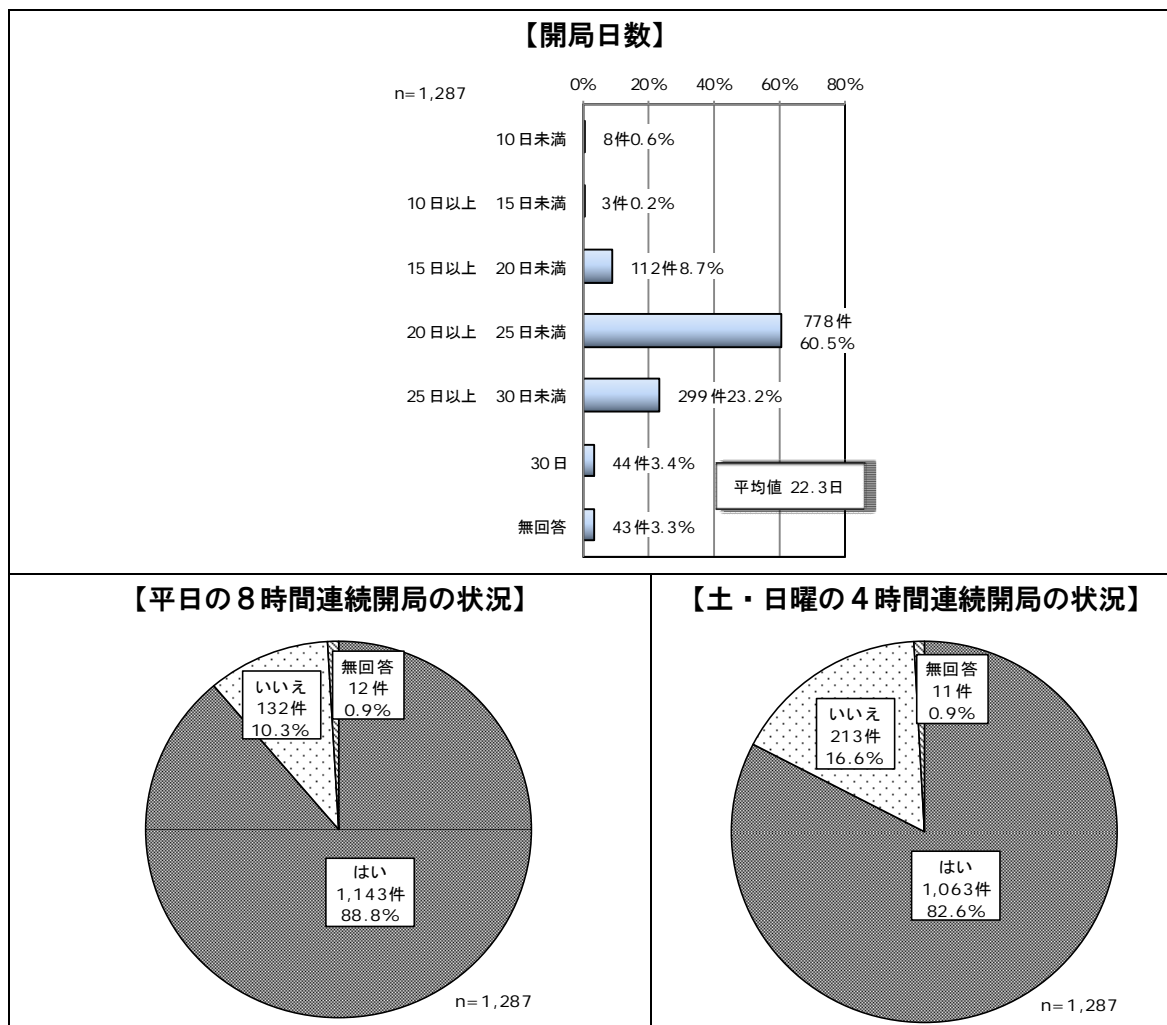 【開局日数】
n=1,287
0% 20% 40% 60% 80%
10日未満 8件0.6%
10日以上 15日未満 3件0.2%
15日以上 20日未満 112件8.7%
20日以上 25日未満 778件
60.5%
25日以上 30日未満 299件23.2%
30日 44件3.4%
平均値 22.3日
無回答 43件3.3%
【平日の８時間連続開局の状況】
無回答
12件
0.9%
いいえ
132件
10.3%
はい
1,143件
88.8%
n=1,287
【土・日曜の４時間連続開局の状況】
無回答
11件
0.9%
いいえ
213件
16.6%
はい
1,063件
82.6%
n=1,287